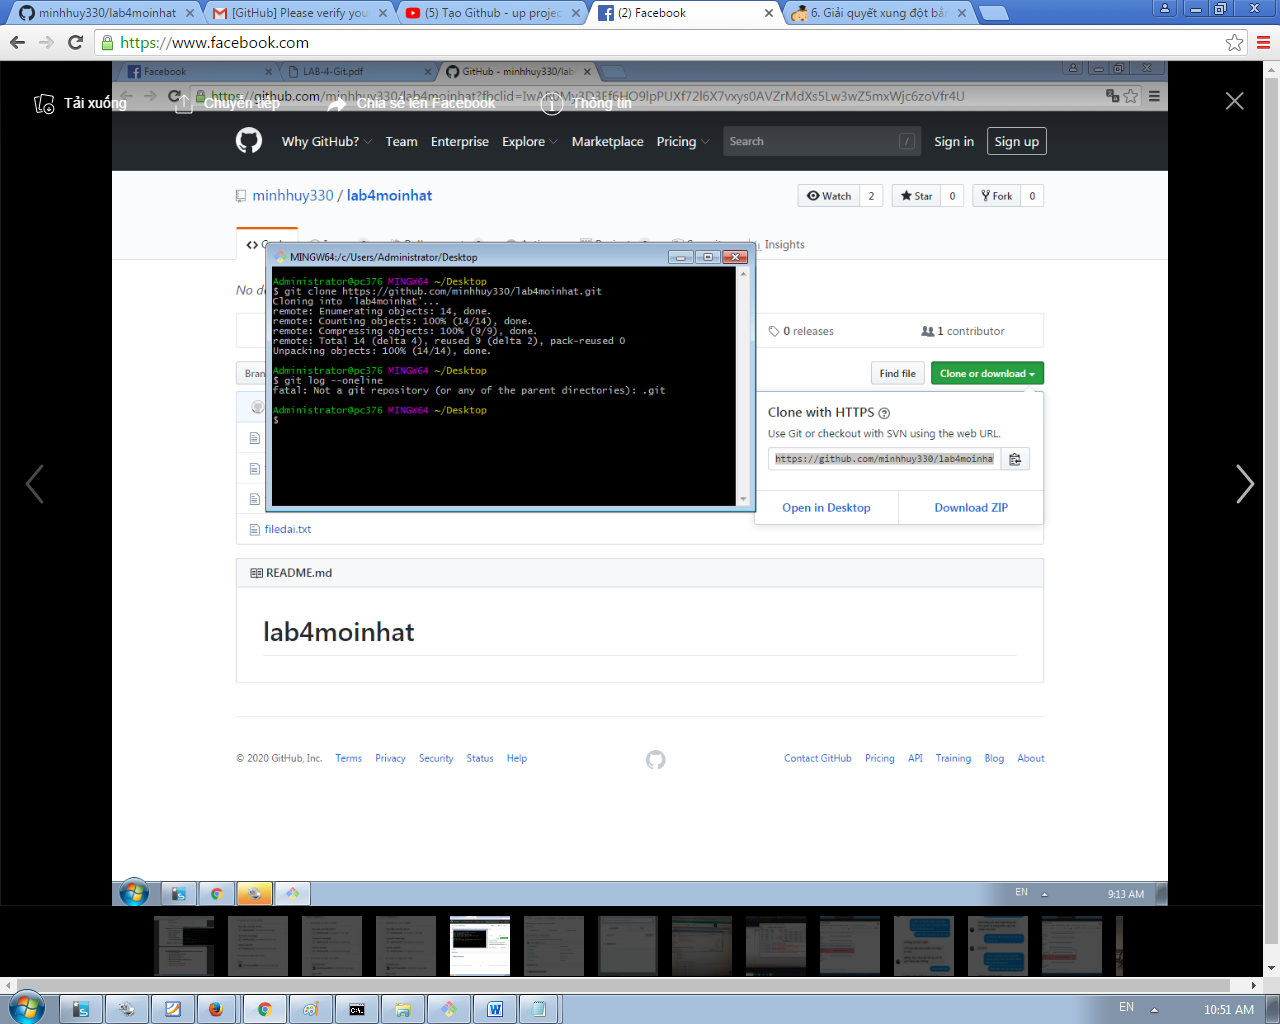 minhhuy330/lab4moinhat
[GitHub] Please verify you
(5) Tạo Github - up projec
(2) Facebook
6. Giải quyết xung đột bằn
https://www.facebook.com
Facebook
LAB-4-Git.pdf
GitHub - minhhuy330/lab4
Tải xuống
Chuyển tiếp
Chia sẻ lên Facebook
Thông tin
Why GitHub?
Team
Enterprise
Explore
Marketplace
Pricing
Search
/
Sign in
Sign up
minhhuy330 / lab4moinhat
Watch 2
Star 0
Fork 0
Insights
No de
MINGW64:/c/Users/Administrator/Desktop
Administrator@pc376 MINGW64 ~/Desktop
$ git clone https://github.com/minhhuy330/lab4moinhat.git
Cloning into 'lab4moinhat'...
remote: Enumerating objects: 14, done.
remote: Counting objects: 100% (14/14), done.
remote: Compressing objects: 100% (9/9), done.
remote: Total 14 (delta 4), reused 9 (delta 2), pack-reused 0
Unpacking objects: 100% (14/14), done.
Administrator@pc376 MINGW64 ~/Desktop
$ git log --oneline
fatal: Not a git repository (or any of the parent directories): .git
Administrator@pc376 MINGW64 ~/Desktop
$
0 releases
1 contributor
Bran
Find file
Clone or download
Clone with HTTPS
Use Git or checkout with SVN using the web URL.
https://github.com/minhhuy330/lab4moinha
Open in Desktop
Download ZIP
filedai.txt
README.md
lab4moinhat
© 2020 GitHub, Inc.
Terms
Privacy
Security
Status
Help
Contact GitHub
Pricing
API
Training
Blog
About
EN
9:13 AM
EN
10:51 AM